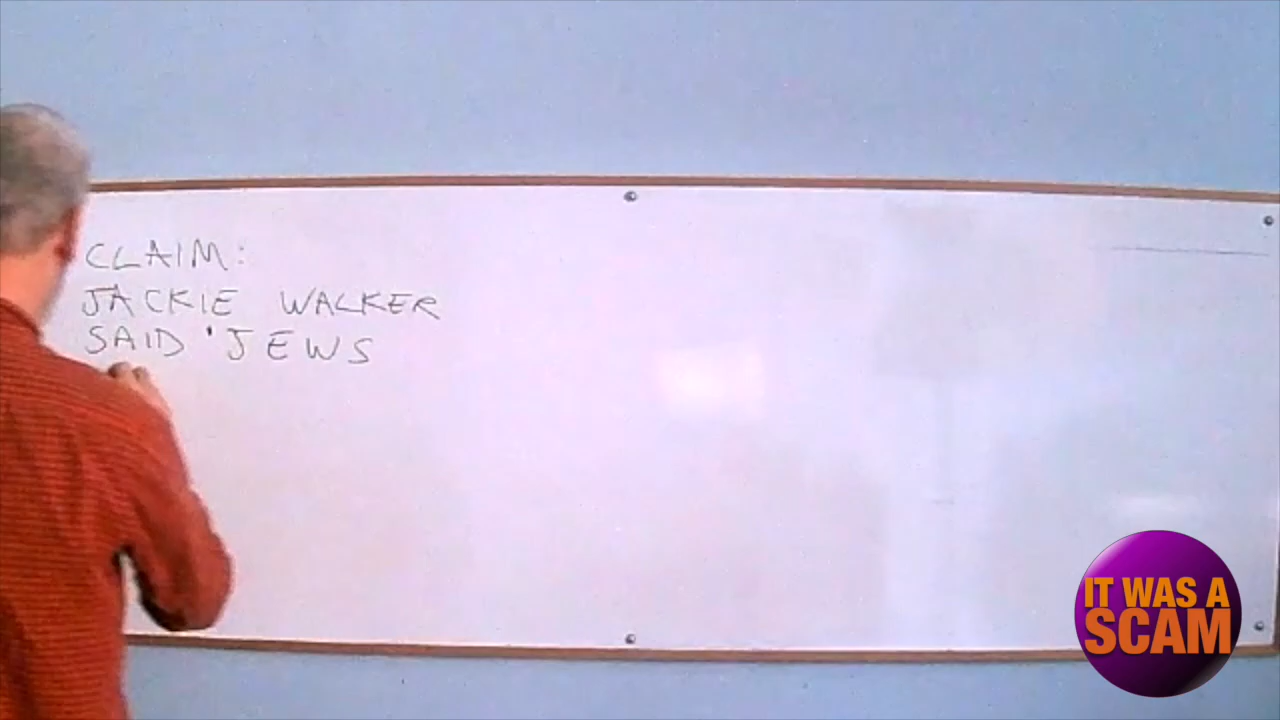 CLAIM:
JACKIE WALKER
SAID 'JEWS
IT WAS A
SCAM